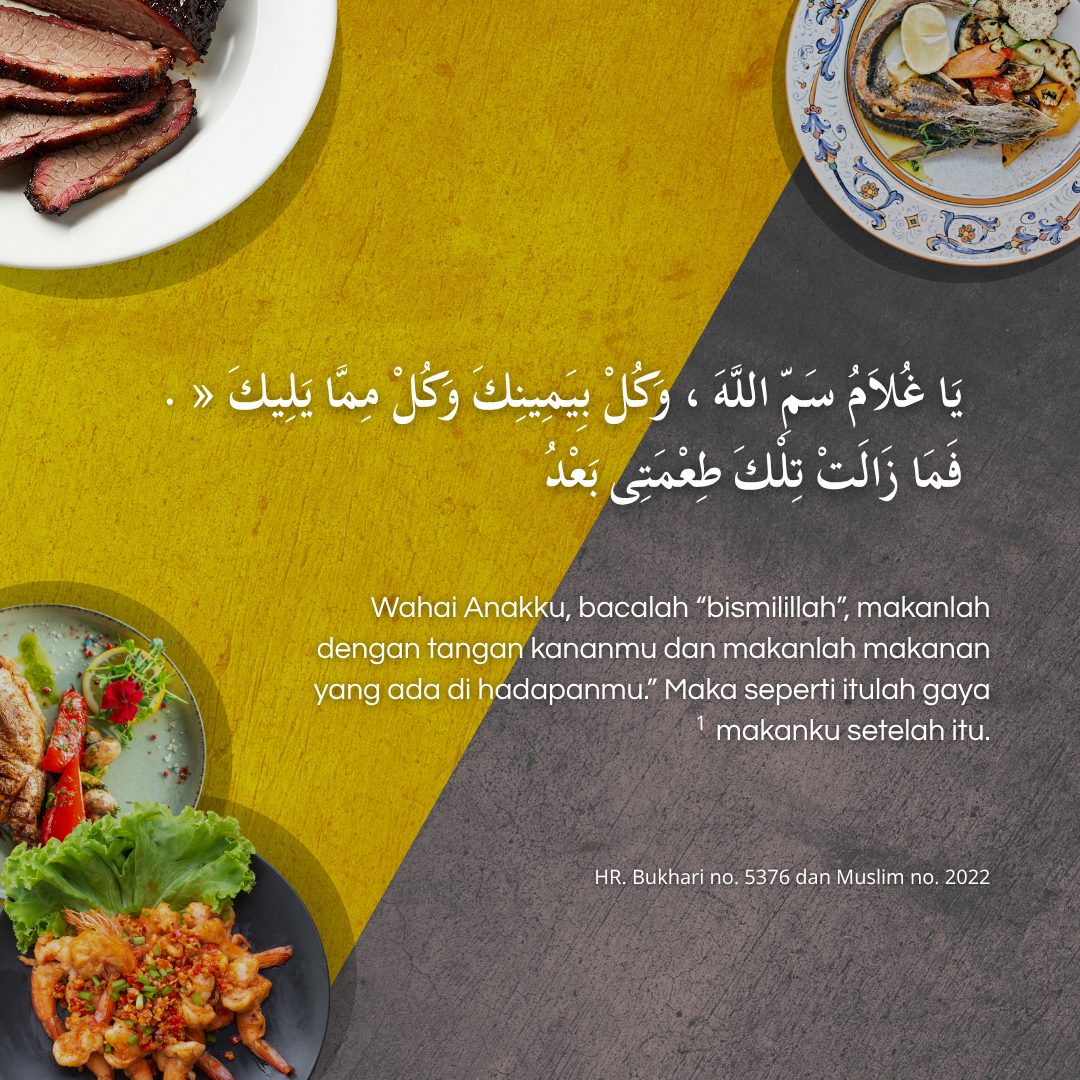 يَا غُلاَمُ سَمِّ اللَّهَ ، وَكُلْ بِيَمِينِكَ وَكُلْ مِمَّا يَلِيكَ « .
فَمَا زَالَتْ تِلْكَ طِعْمَتِى بَعْدُ
Wahai Anakku, bacalah “bismilillah”, makanlah
dengan tangan kananmu dan makanlah makanan
yang ada di hadapanmu.” Maka seperti itulah gaya
1 makanku setelah itu.
HR. Bukhari no. 5376 dan Muslim no. 2022